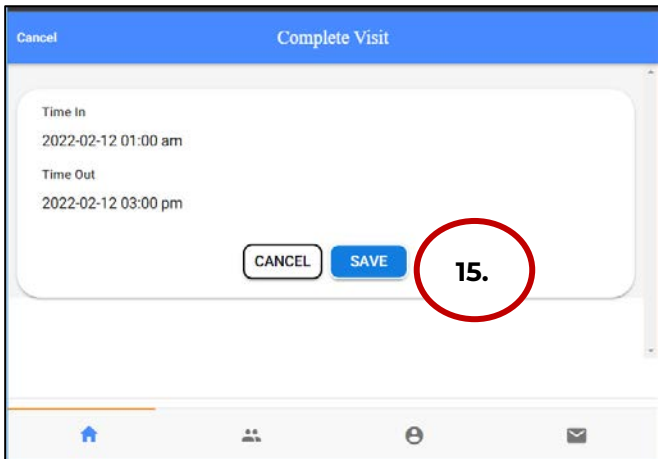 Cancel Complete Visit
Time In
2022-02-12 01:00 am
Time Out
2022-02-12 03:00 pm
CANCEL SAVE 15.